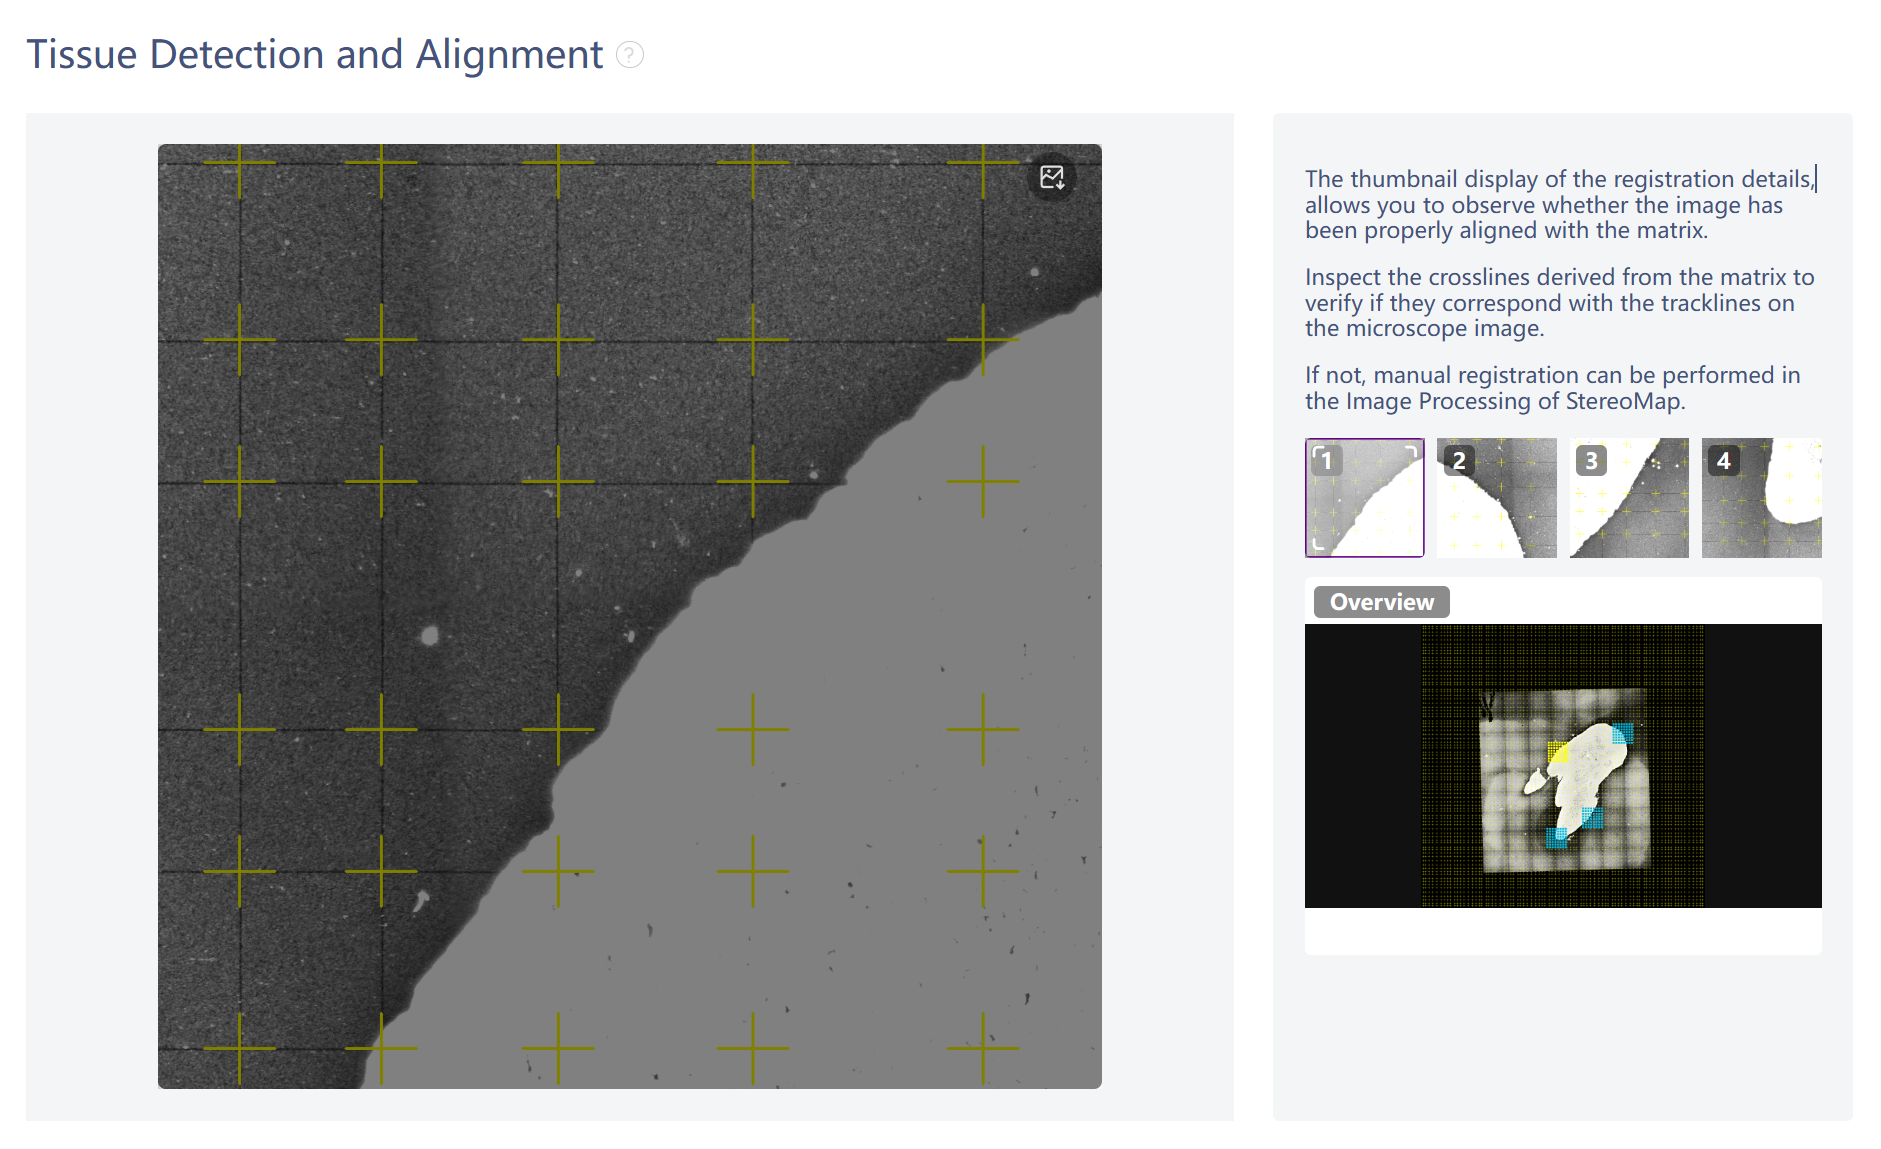 Tissue Detection and Alignment ?
The thumbnail display of the registration details,
allows you to observe whether the image has
been properly aligned with the matrix.
Inspect the crosslines derived from the matrix to
verify if they correspond with the tracklines on
the microscope image.
If not, manual registration can be performed in
the Image Processing of StereoMap.
1 2 3 4
Overview